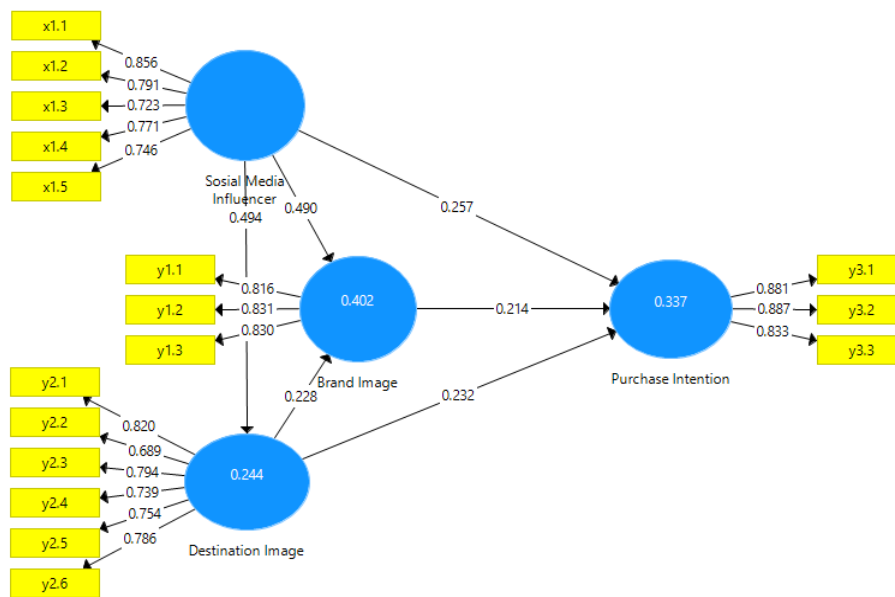 x1.1
0.856
x1.2
0.791
x1.3
0.723
x1.4
0.771
x1.5
0.746
Sosial Media
Influencer
0.494
0.490
0.257
y1.1
0.816
y1.2
0.831
y1.3
0.830
0.402
Brand Image
0.214
0.337
Purchase Intention
0.881
y3.1
0.887
y3.2
0.833
y3.3
0.228
0.232
y2.1
0.820
y2.2
0.689
y2.3
0.794
y2.4
0.739
y2.5
0.754
y2.6
0.786
0.244
Destination Image